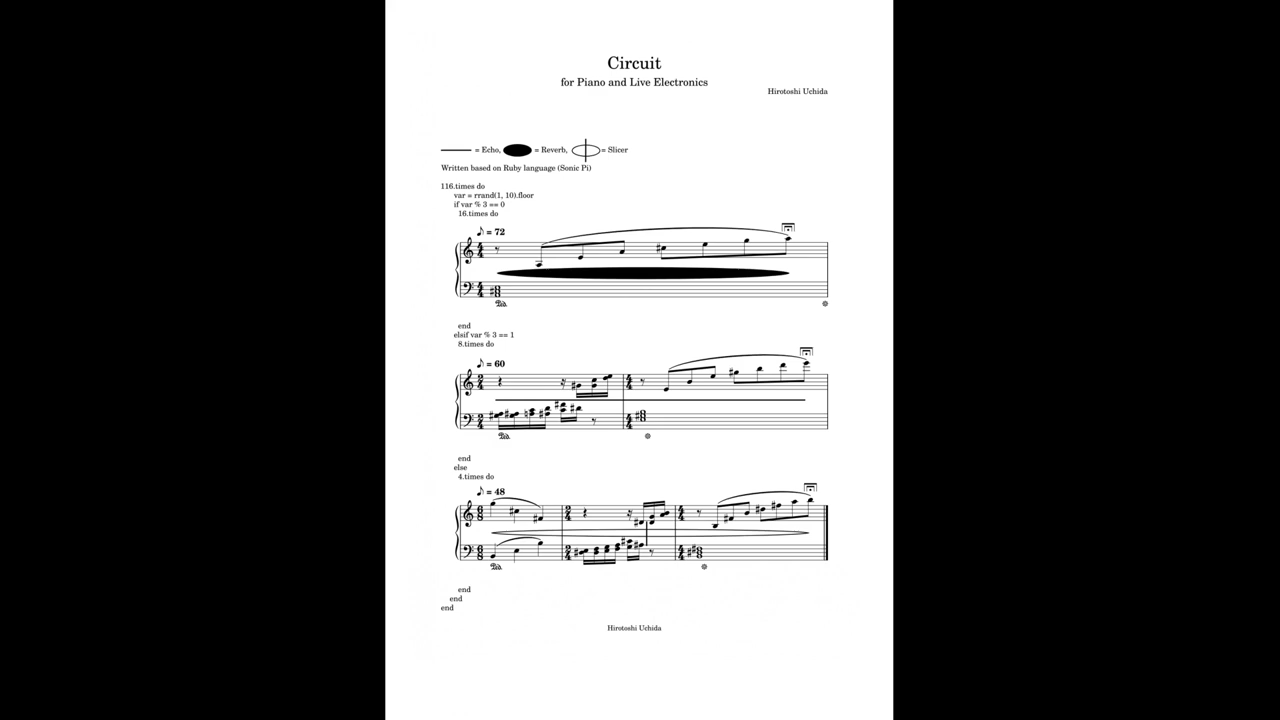 Circuit
for Piano and Live Electronics
Hirotoshi Uchida
= Echo, = Reverb, = Slicer
Written based on Ruby language (Sonic Pi)
116.times do
var = rrand(1, 10).floor
if var % 3 == 0
16.times do
♪ = 72
end
elsif var % 3 == 1
8.times do
♪ = 60
end
else
4.times do
♪ = 48
end
end
end
Hirotoshi Uchida